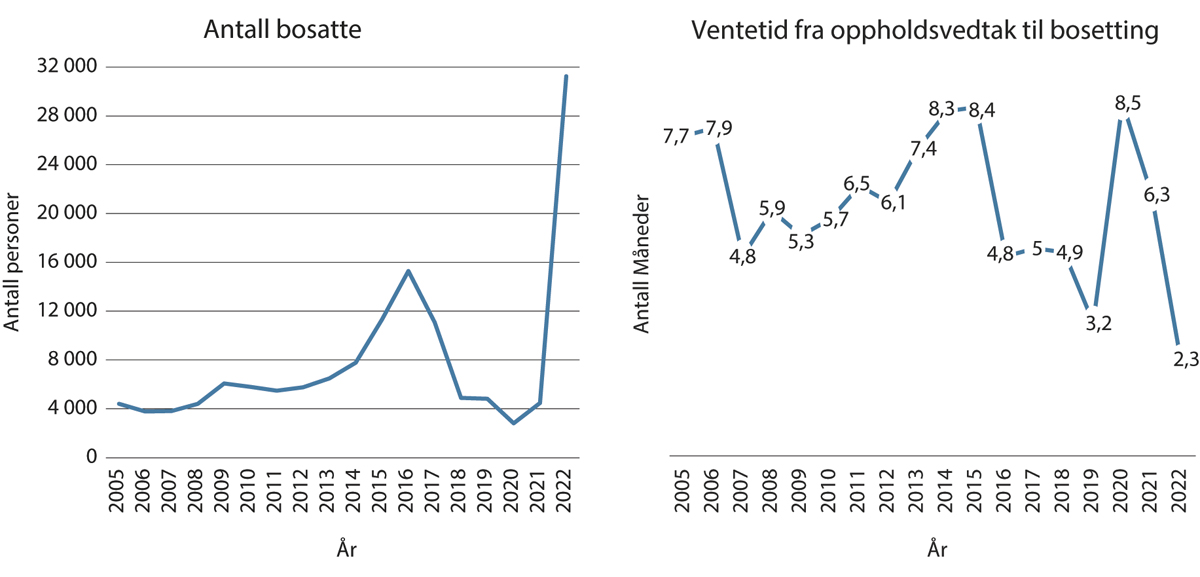 Antall bosatte
32 000
28 000
24 000
20 000
16 000
12 000
8 000
4 000
0
Antall personer
2005 2006 2007 2008 2009 2010 2011 2012 2013 2014 2015 2016 2017 2018 2019 2020 2021 2022
År
Ventetid fra oppholdsvedtak til bosetting
Antall Måneder
7,7 7,9 4,8 5,9 5,3 5,7 6,5 6,1 7,4 8,3 8,4 4,8 5 4,9 3,2 8,5 6,3 2,3
2005 2006 2007 2008 2009 2010 2011 2012 2013 2014 2015 2016 2017 2018 2019 2020 2021 2022
År